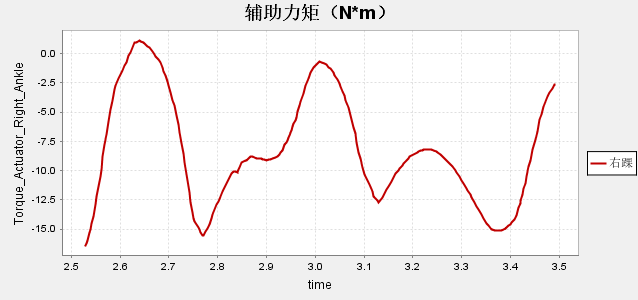 辅助力矩（N*m）
Torque_Actuator_Right_Ankle
0.0
-2.5
-5.0
-7.5
-10.0
-12.5
-15.0
2.5 2.6 2.7 2.8 2.9 3.0 3.1 3.2 3.3 3.4 3.5
time
右踝